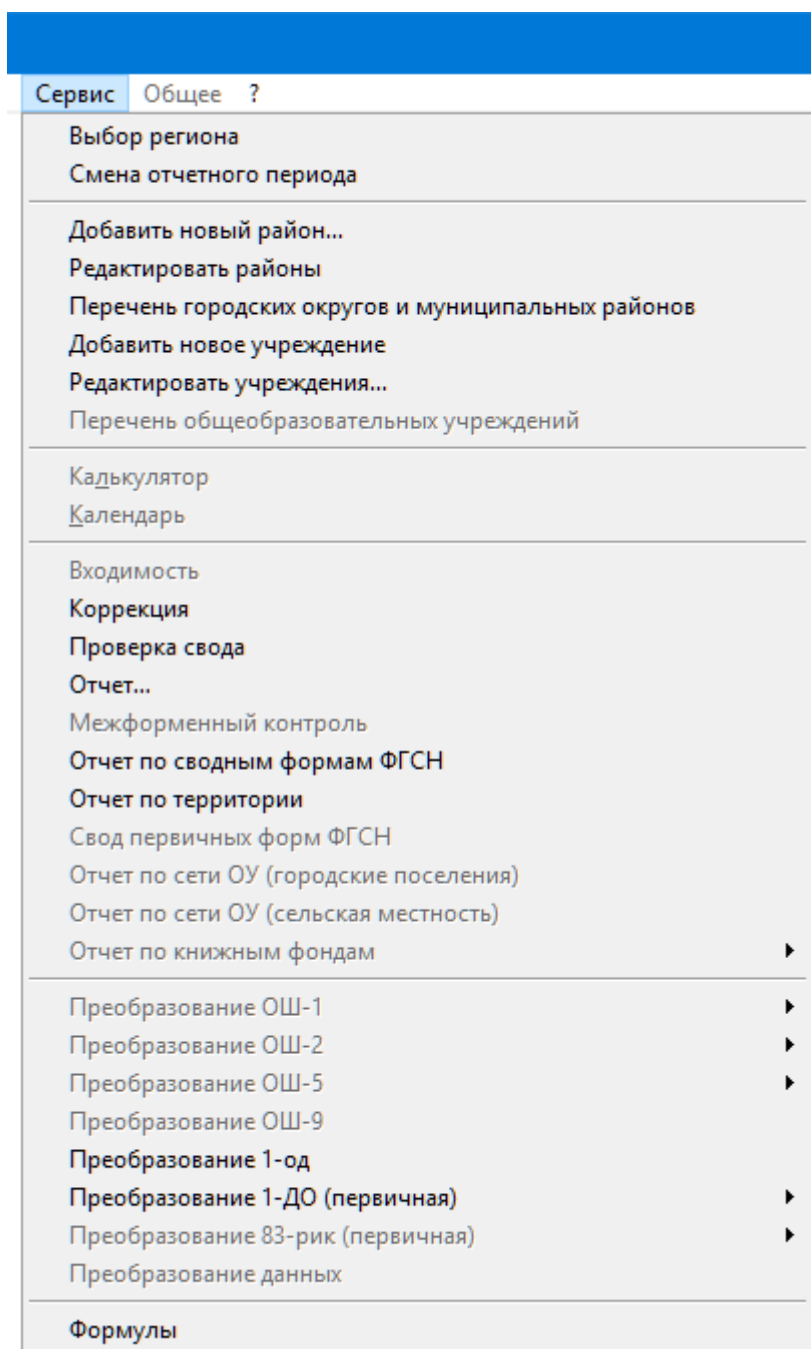 Сервис Общее ?
Выбор региона
Смена отчетного периода
Добавить новый район...
Редактировать районы
Перечень городских округов и муниципальных районов
Добавить новое учреждение
Редактировать учреждения...
Перечень общеобразовательных учреждений
Калькулятор
Календарь
Входимость
Коррекция
Проверка свода
Отчет...
Межформенный контроль
Отчет по сводным формам ФГСН
Отчет по территории
Свод первичных форм ФГСН
Отчет по сети ОУ (городские поселения)
Отчет по сети ОУ (сельская местность)
Отчет по книжным фондам
Преобразование ОШ-1
Преобразование ОШ-2
Преобразование ОШ-5
Преобразование ОШ-9
Преобразование 1-од
Преобразование 1-ДО (первичная)
Преобразование 83-рик (первичная)
Преобразование данных
Формулы